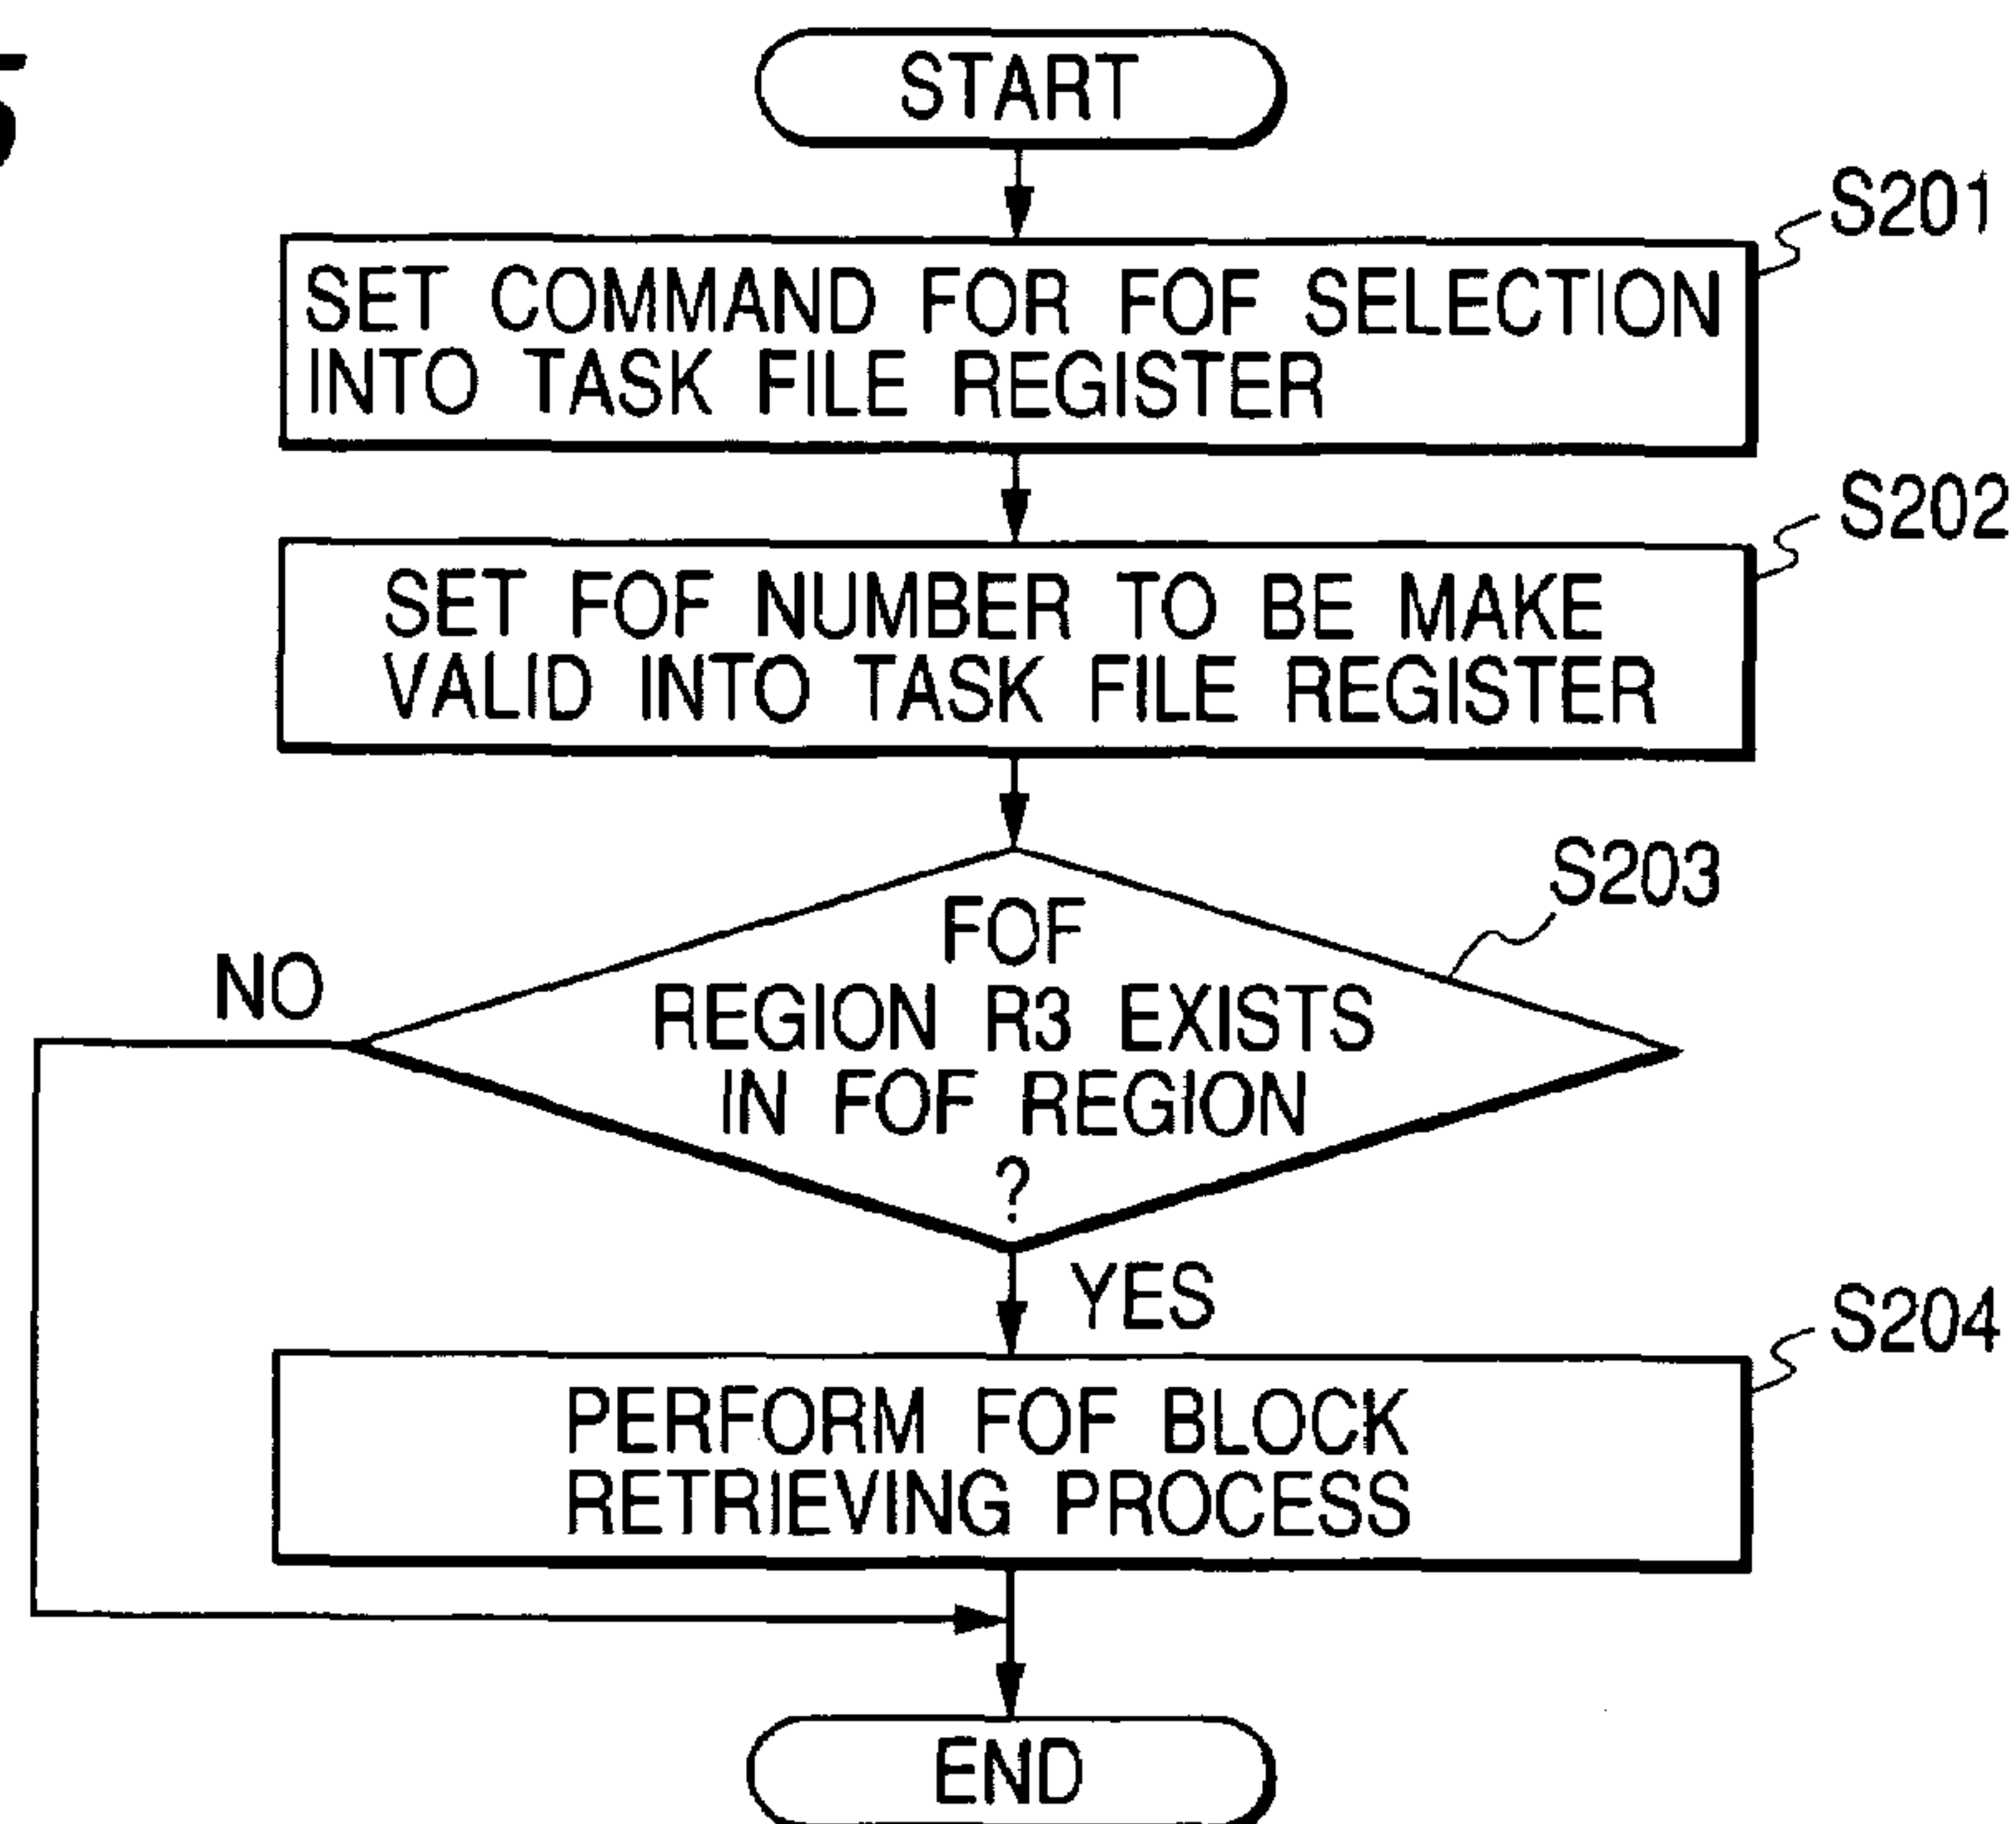 5
START
S201
SET COMMAND FOR FOF SELECTION
INTO TASK FILE REGISTER
S202
SET FOF NUMBER TO BE MAKE
VALID INTO TASK FILE REGISTER
S203
FOF
REGION R3 EXISTS
IN FOF REGION
?
NO
YES
S204
PERFORM FOF BLOCK
RETRIEVING PROCESS
END